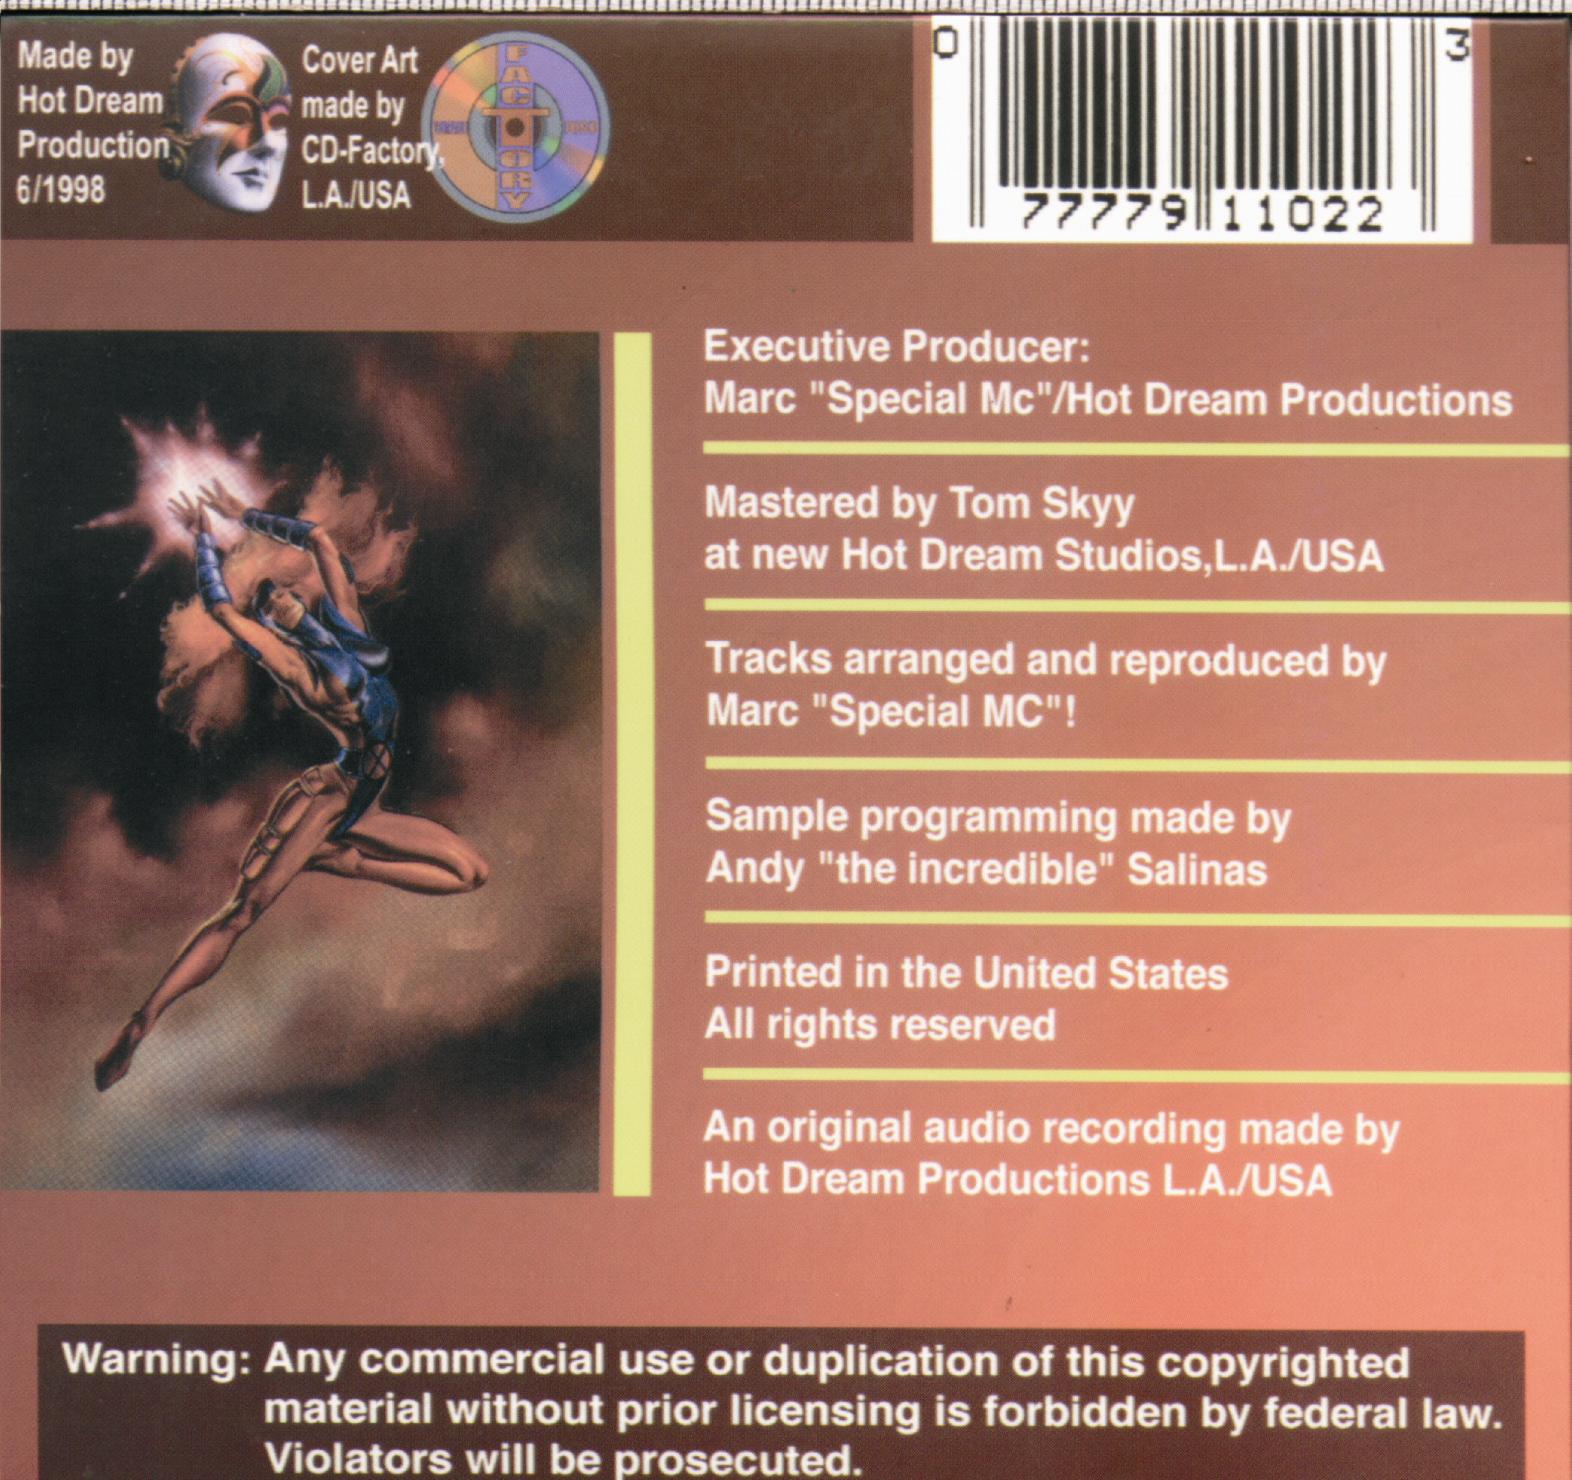 Made by
Hot Dream
Production
6/1998
Cover Art
made by
CD-Factory,
L.A./USA
FACTORY
0 77779 11022 3
Executive Producer:
Marc "Special Mc"/Hot Dream Productions
Mastered by Tom Skyy
at new Hot Dream Studios,L.A./USA
Tracks arranged and reproduced by
Marc "Special MC"!
Sample programming made by
Andy "the incredible" Salinas
Printed in the United States
All rights reserved
An original audio recording made by
Hot Dream Productions L.A./USA
Warning: Any commercial use or duplication of this copyrighted
material without prior licensing is forbidden by federal law.
Violators will be prosecuted.